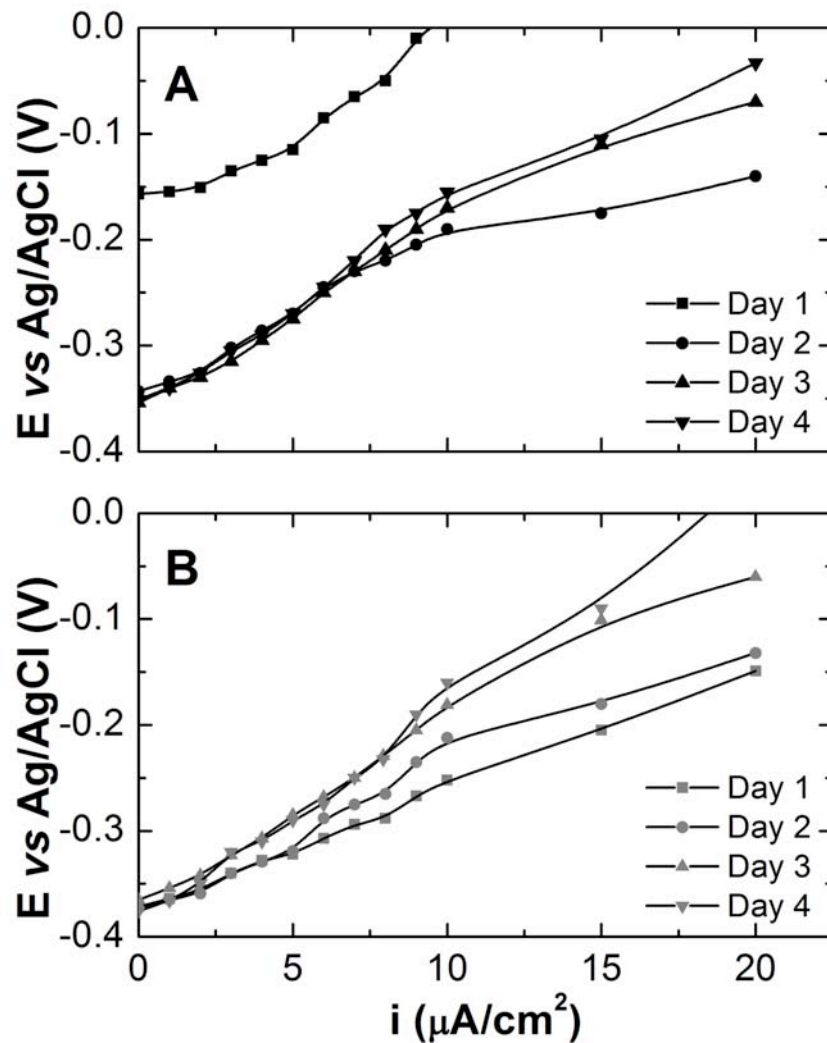 0.0
A
-0.1
-0.2
-0.3
-0.4
E vs Ag/AgCl (V)
Day 1
Day 2
Day 3
Day 4
0.0
B
-0.1
-0.2
-0.3
-0.4
E vs Ag/AgCl (V)
Day 1
Day 2
Day 3
Day 4
0 5 10 15 20
i (μA/cm²)